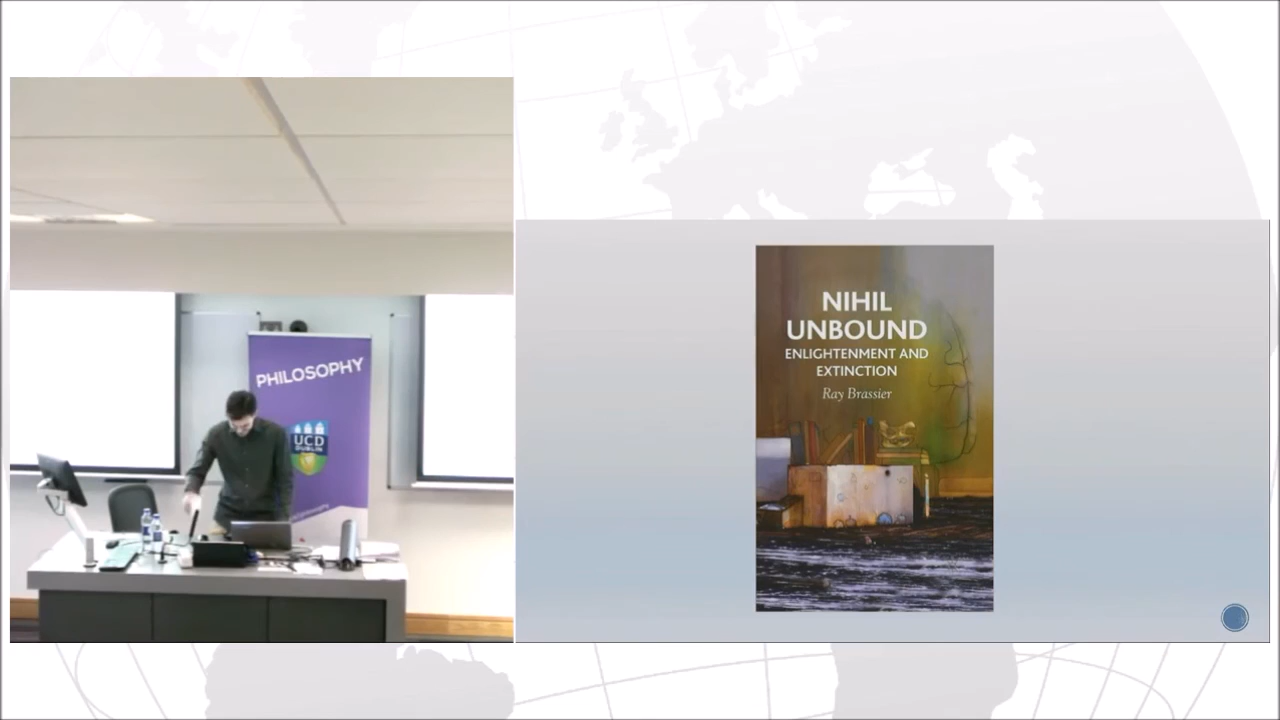 PHILOSOPHY
UCD
DUBLIN
NIHIL
UNBOUND
ENLIGHTENMENT AND
EXTINCTION
Ray Brassier